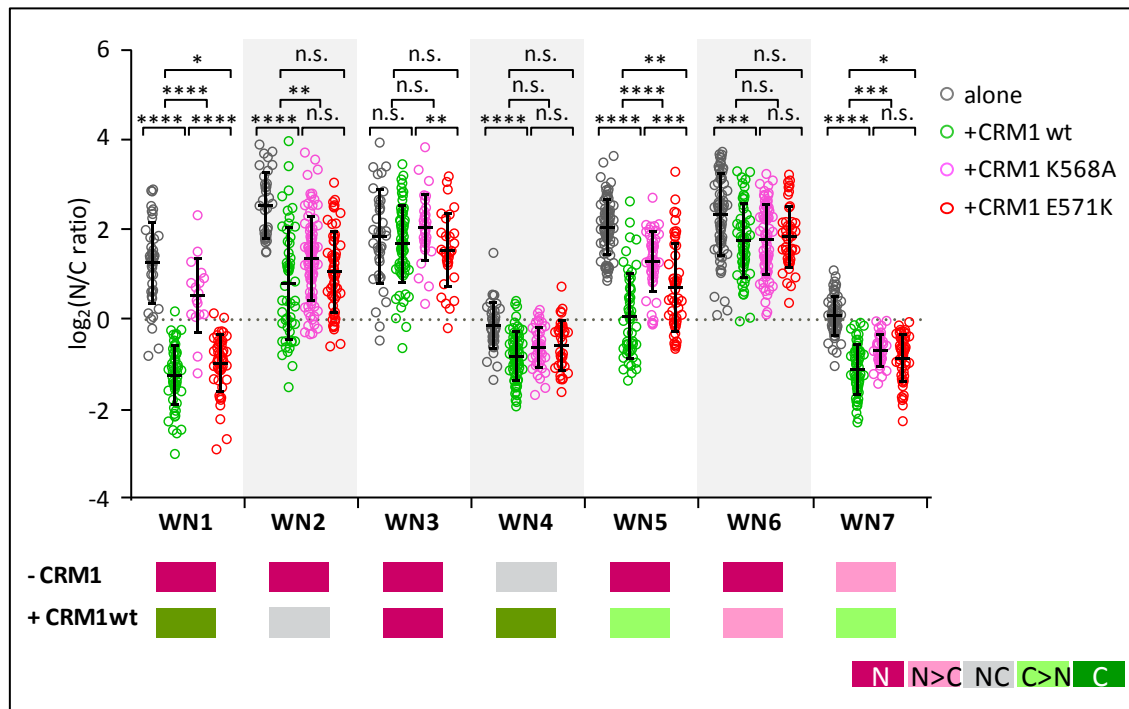 6
n.s. n.s. n.s. ** n.s. *
*
**** ** n.s. n.s. **** n.s. ***
**** **** **** n.s. n.s. ** **** n.s. **** *** *** n.s. **** n.s.
alone
+CRM1 wt
+CRM1 K568A
+CRM1 E571K
4
2
0
-2
-4
log2(N/C ratio)
WN1 WN2 WN3 WN4 WN5 WN6 WN7
- CRM1
+ CRM1wt
N N>C NC C>N C